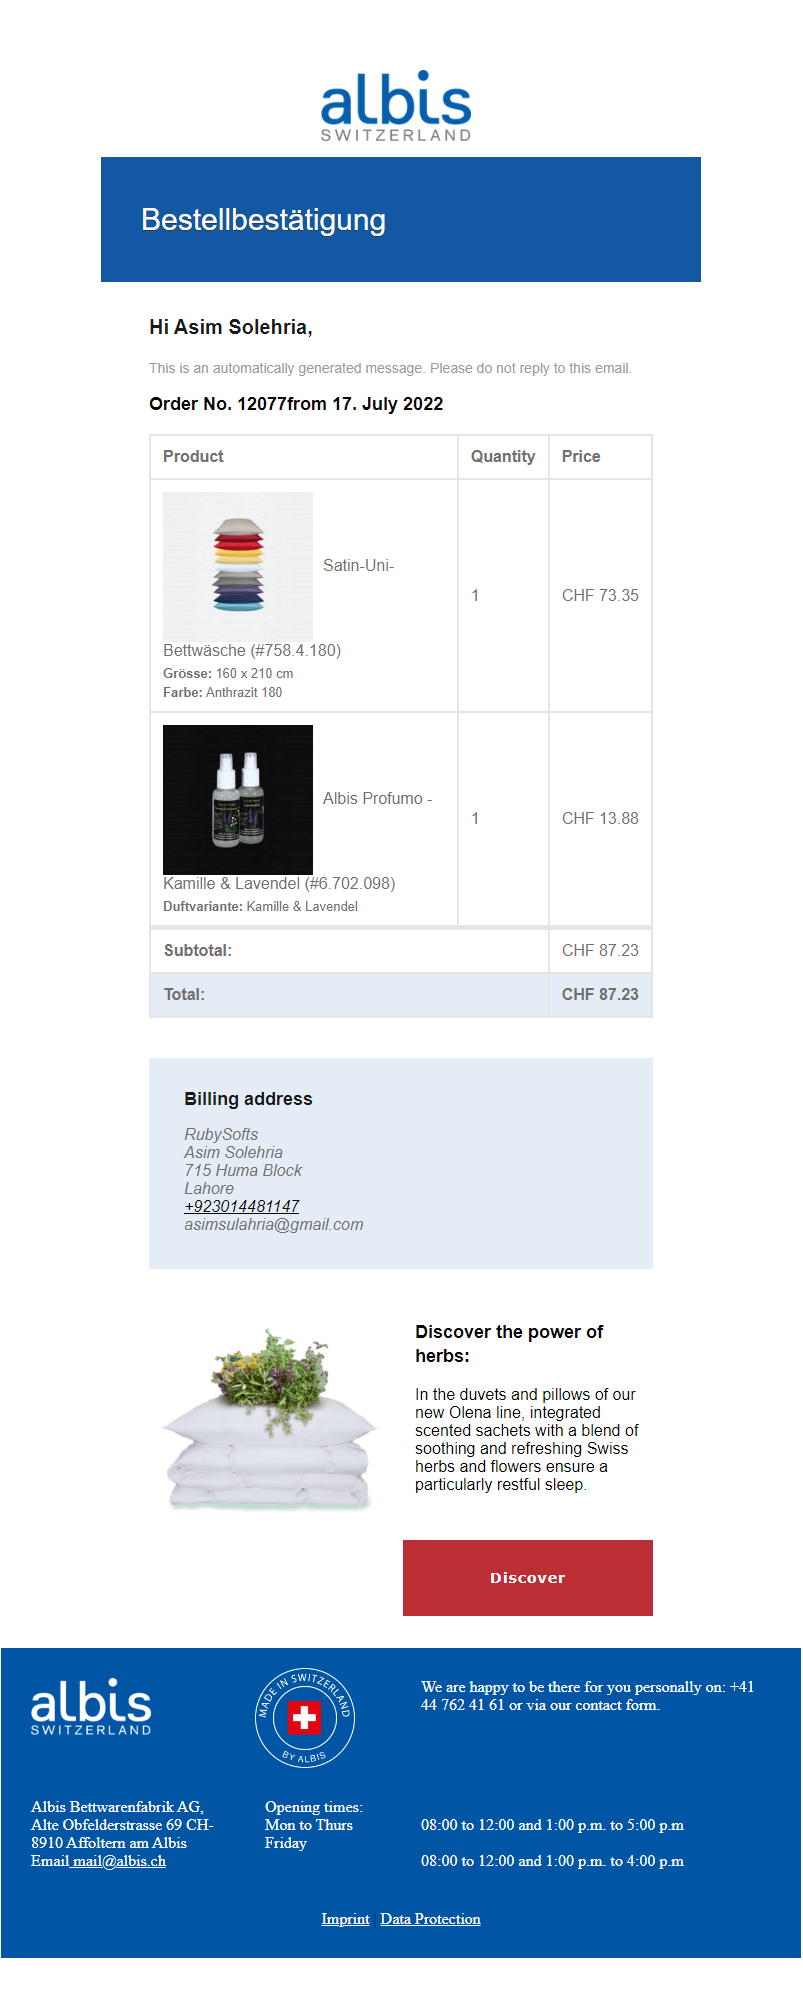 albis
SWITZERLAND
Bestellbestätigung
Hi Asim Solehria,
This is an automatically generated message. Please do not reply to this email.
Order No. 12077from 17. July 2022
Product Quantity Price
Satin-Uni-
Bettwäsche (#758.4.180)
Grösse: 160 x 210 cm
Farbe: Anthrazit 180
1
CHF 73.35
Albis Profumo -
Kamille & Lavendel (#6.702.098)
Duftvariante: Kamille & Lavendel
1
CHF 13.88
Subtotal: CHF 87.23
Total: CHF 87.23
Billing address
RubySofts
Asim Solehria
715 Huma Block
Lahore
+923014481147
asimsulahria@gmail.com
Discover the power of
herbs:
In the duvets and pillows of our
new Olena line, integrated
scented sachets with a blend of
soothing and refreshing Swiss
herbs and flowers ensure a
particularly restful sleep.
Discover
albis
SWITZERLAND
MADE IN SWITZERLAND
BY ALBIS
We are happy to be there for you personally on: +41
44 762 41 61 or via our contact form.
Albis Bettwarenfabrik AG,
Alte Obfelderstrasse 69 CH-
8910 Affoltern am Albis
Email mail@albis.ch
Opening times:
Mon to Thurs
Friday
08:00 to 12:00 and 1:00 p.m. to 5:00 p.m
08:00 to 12:00 and 1:00 p.m. to 4:00 p.m
Imprint | Data Protection